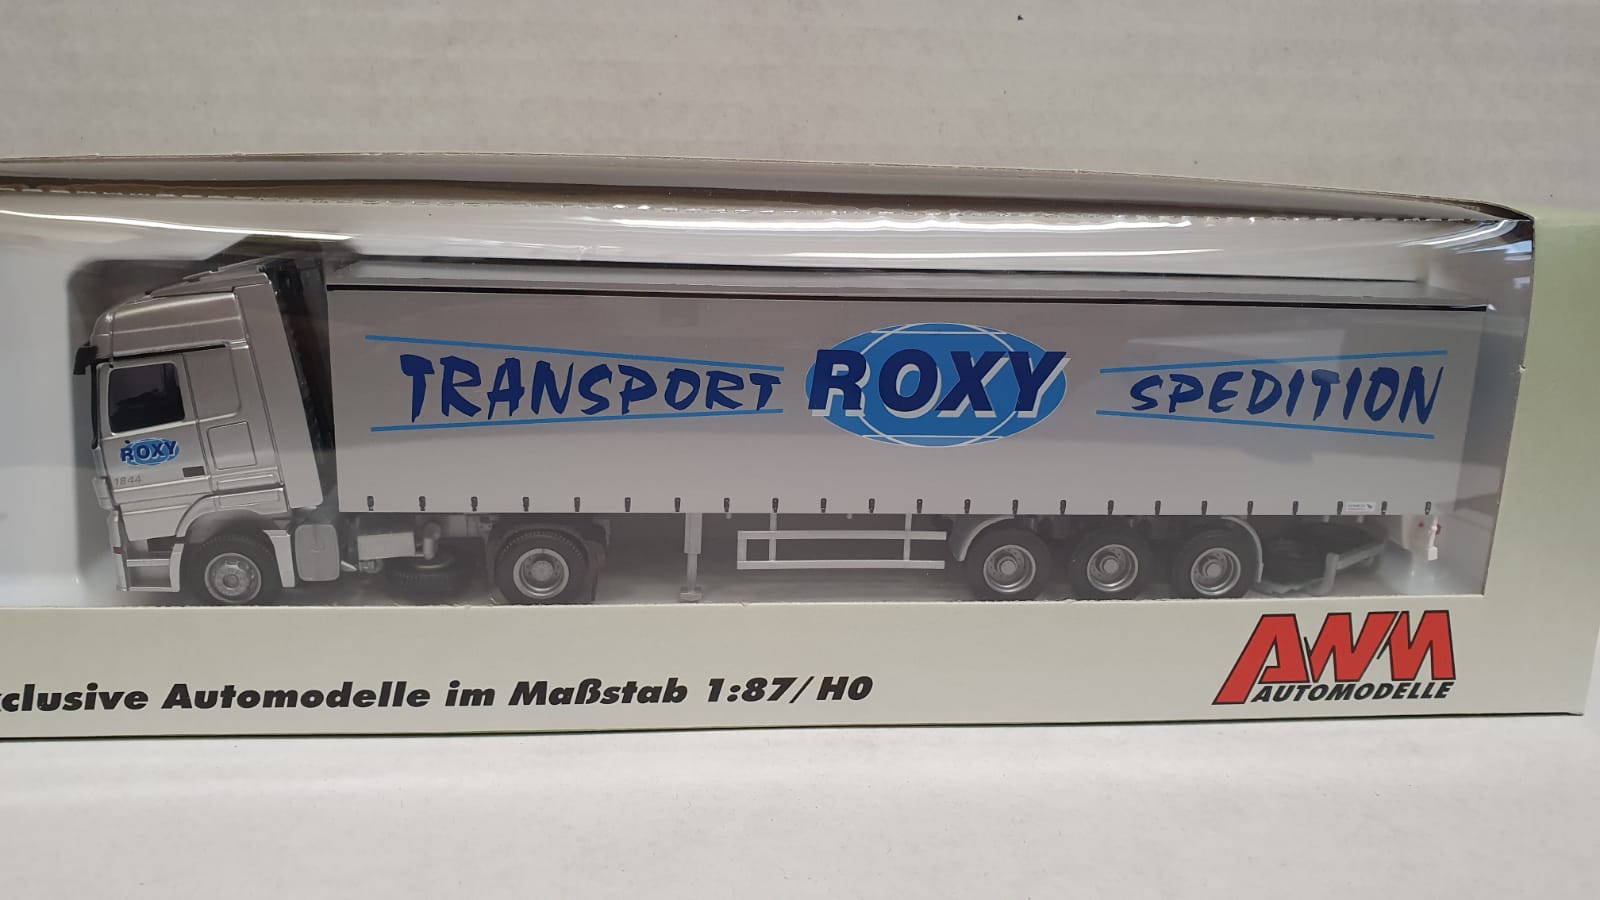 TRANSPORT ROXY SPEDITION
ROXY
1844
xclusive Automodelle im Maßstab 1:87/H0
AWM
AUTOMODELLE